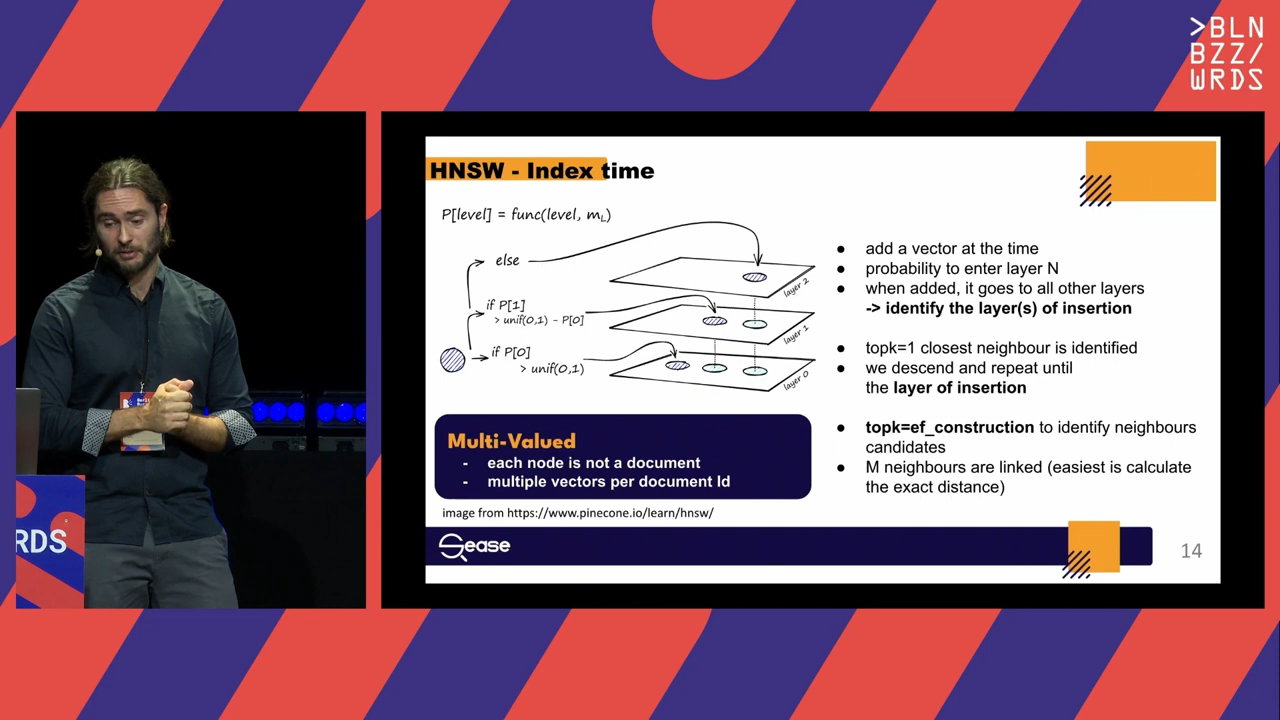 >BLN
BZZ/
WRDS
HNSW - Index time
P[level] = func(level, mL)
else
if P[1]
> unif(0,1) - P[0]
if P[0]
> unif(0,1)
layer 2
layer 1
layer 0
Multi-Valued
- each node is not a document
- multiple vectors per document Id
image from https://www.pinecone.io/learn/hnsw/
● add a vector at the time
● probability to enter layer N
● when added, it goes to all other layers
-> identify the layer(s) of insertion
● topk=1 closest neighbour is identified
● we descend and repeat until
the layer of insertion
● topk=ef_construction to identify neighbours
candidates
● M neighbours are linked (easiest is calculate
the exact distance)
Sease
14
RDS